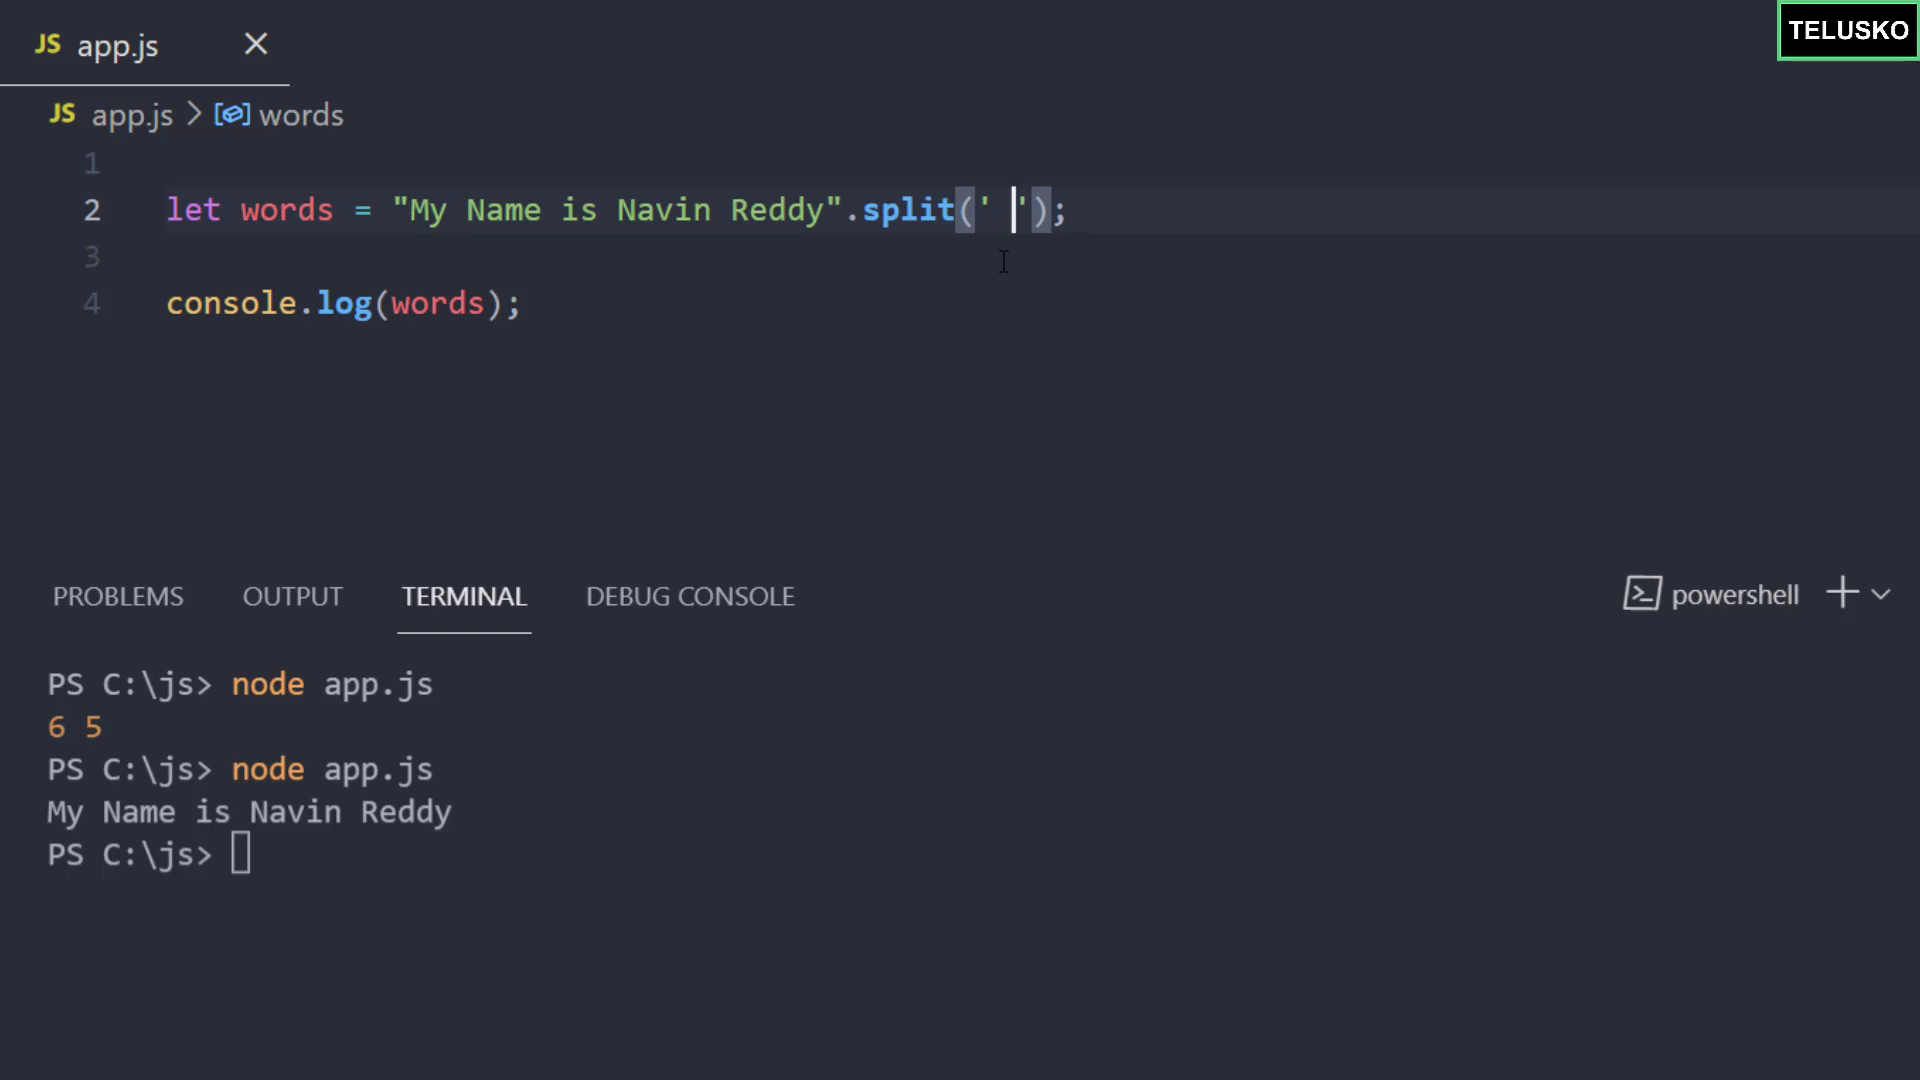 JS app.js
TELUSKO
JS app.js > words
1
2 let words = "My Name is Navin Reddy".split(' ');
3
4 console.log(words);
PROBLEMS OUTPUT TERMINAL DEBUG CONSOLE powershell
PS C:\js> node app.js
6 5
PS C:\js> node app.js
My Name is Navin Reddy
PS C:\js>